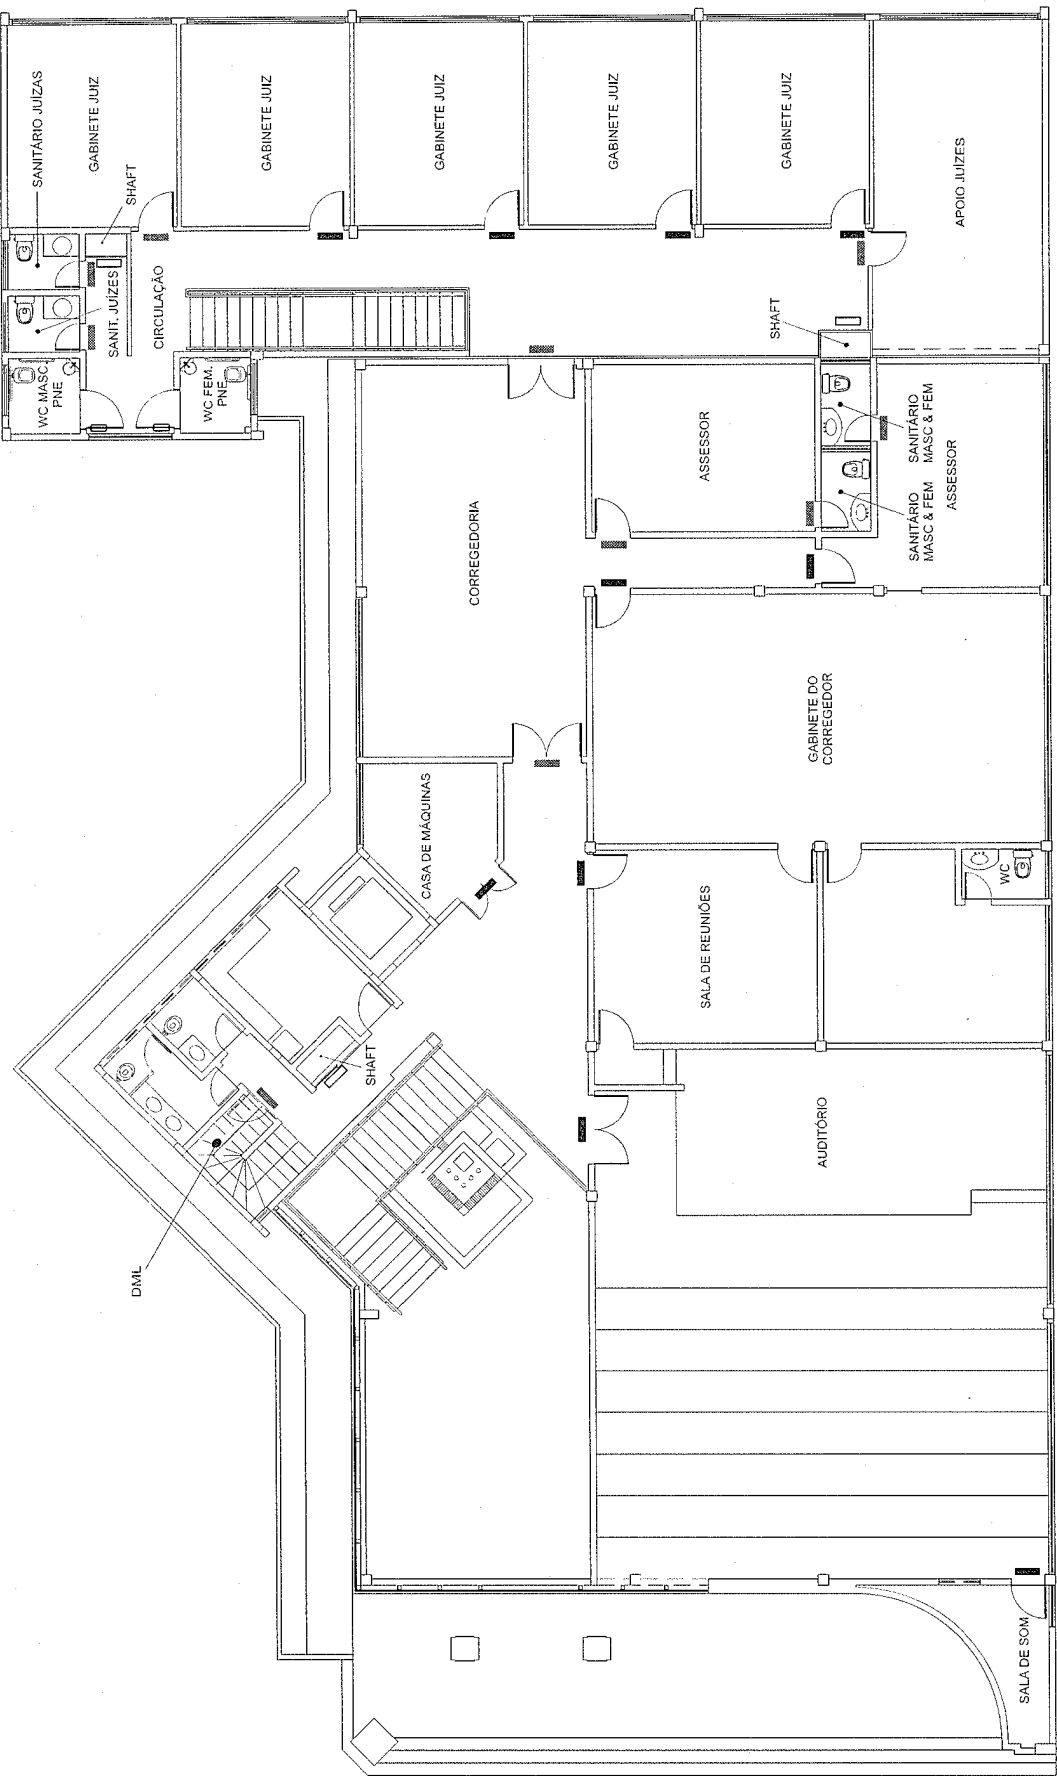 SANITÁRIO JUÍZAS
GABINETE JUIZ
SHAFT
GABINETE JUIZ
GABINETE JUIZ
GABINETE JUIZ
GABINETE JUIZ
APOIO JUÍZES
SANIT. JUÍZES
CIRCULAÇÃO
SHAFT
WC MASC
PNE
WC FEM.
PNE
CORREGEDORIA
ASSESSOR
SANITÁRIO
MASC & FEM
SANITÁRIO
MASC & FEM
ASSESSOR
GABINETE DO
CORREGEDOR
CASA DE MÁQUINAS
SALA DE REUNIÕES
WC
SHAFT
AUDITÓRIO
DML
SALA DE SOM